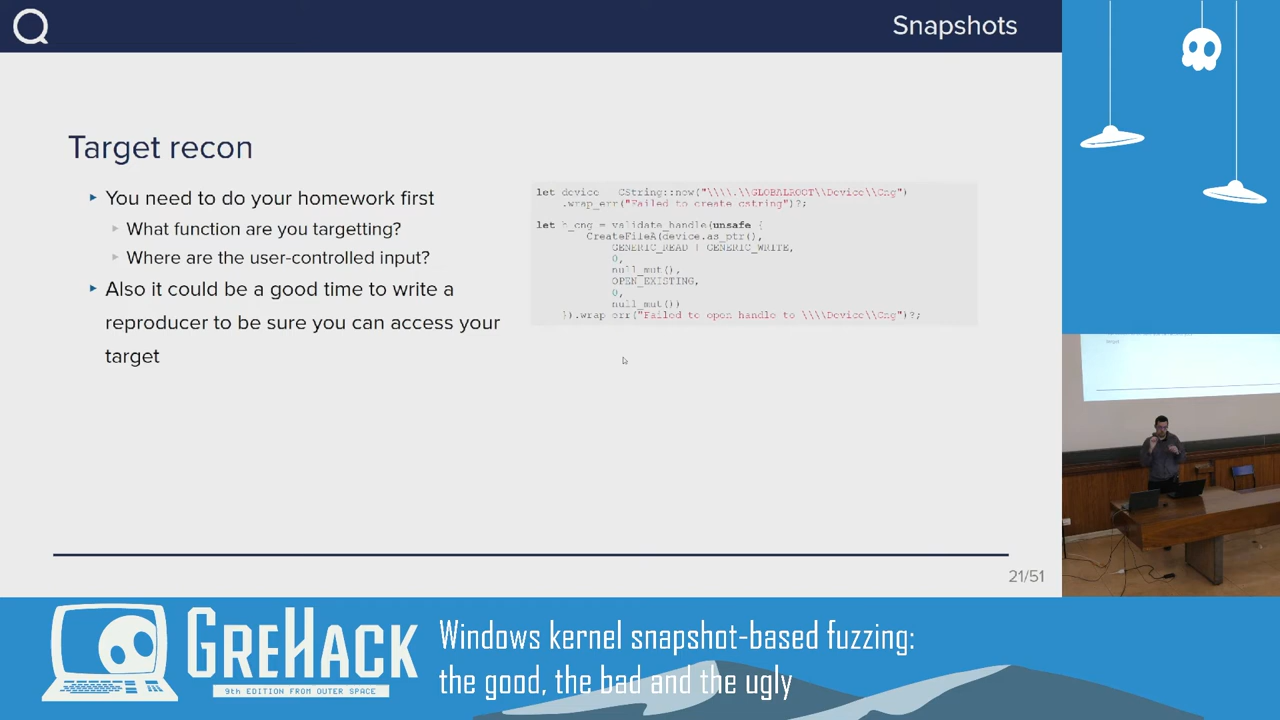 Snapshots
Target recon
▸ You need to do your homework first
▸ What function are you targetting?
▸ Where are the user-controlled input?
▸ Also it could be a good time to write a
reproducer to be sure you can access your
target
let device = CString::new("\\\\.\\GLOBALROOT\\Device\\Cng")
.wrap_err("Failed to create cstring")?;
let h_cng = validate_handle(unsafe {
CreateFileA(device.as_ptr(),
GENERIC_READ | GENERIC_WRITE,
0,
null_mut(),
OPEN_EXISTING,
0,
null_mut())
}).wrap_err("Failed to open handle to \\\\Device\\Cng")?;
21/51
GREHACK
9TH EDITION FROM OUTER SPACE
Windows kernel snapshot-based fuzzing:
the good, the bad and the ugly